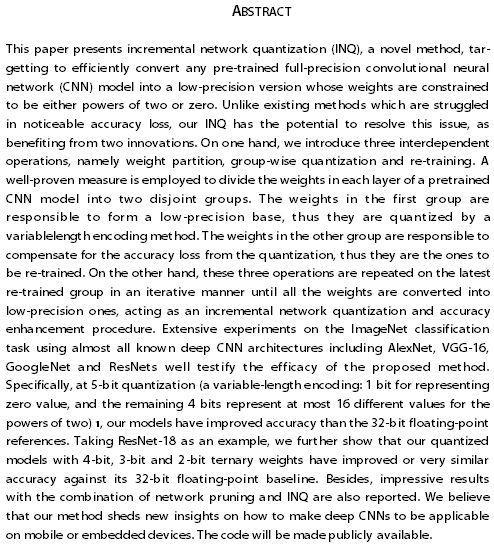 ABSTRACT
This paper presents incremental network quantization (INQ), a novel method, tar-
getting to efficiently convert any pre-trained full-precision convolutional neural
network (CNN) model into a low-precision version whose weights are constrained
to be either powers of two or zero. Unlike existing methods which are struggled
in noticeable accuracy loss, our INQ has the potential to resolve this issue, as
benefiting from two innovations. On one hand, we introduce three interdependent
operations, namely weight partition, group-wise quantization and re-training. A
well-proven measure is employed to divide the weights in each layer of a pretrained
CNN model into two disjoint groups. The weights in the first group are
responsible to form a low-precision base, thus they are quantized by a
variablelength encoding method. The weights in the other group are responsible to
compensate for the accuracy loss from the quantization, thus they are the ones to
be re-trained. On the other hand, these three operations are repeated on the latest
re-trained group in an iterative manner until all the weights are converted into
low-precision ones, acting as an incremental network quantization and accuracy
enhancement procedure. Extensive experiments on the ImageNet classification
task using almost all known deep CNN architectures including AlexNet, VGG-16,
GoogleNet and ResNets well testify the efficacy of the proposed method.
Specifically, at 5-bit quantization (a variable-length encoding: 1 bit for representing
zero value, and the remaining 4 bits represent at most 16 different values for the
powers of two) 1, our models have improved accuracy than the 32-bit floating-point
references. Taking ResNet-18 as an example, we further show that our quantized
models with 4-bit, 3-bit and 2-bit ternary weights have improved or very similar
accuracy against its 32-bit floating-point baseline. Besides, impressive results
with the combination of network pruning and INQ are also reported. We believe
that our method sheds new insights on how to make deep CNNs to be applicable
on mobile or embedded devices. The code will be made publicly available.